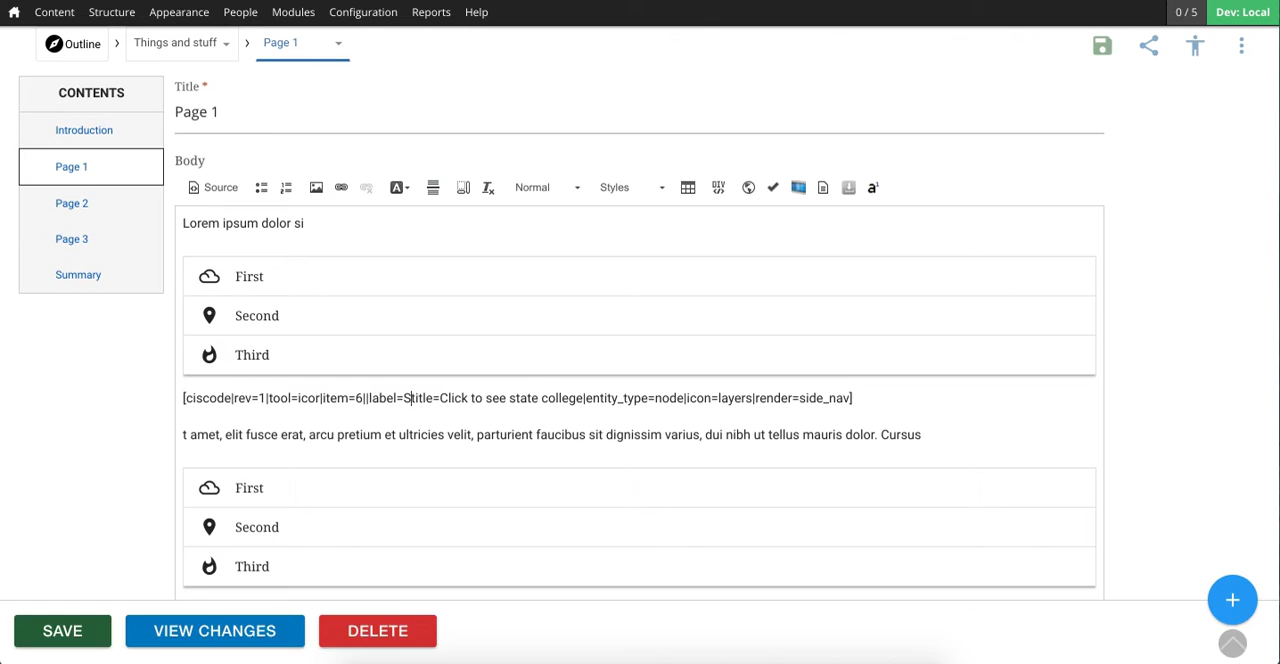 Content Structure Appearance People Modules Configuration Reports Help 0 / 5 Dev: Local
Outline › Things and stuff › Page 1
CONTENTS
Introduction
Page 1
Page 2
Page 3
Summary
Title *
Page 1
Body
Source A Normal Styles DIV a¹
Lorem ipsum dolor si
First
Second
Third
[ciscode|rev=1|tool=icor|item=6||label=Stitle=Click to see state college|entity_type=node|icon=layers|render=side_nav]
t amet, elit fusce erat, arcu pretium et ultricies velit, parturient faucibus sit dignissim varius, dui nibh ut tellus mauris dolor. Cursus
First
Second
Third
SAVE VIEW CHANGES DELETE